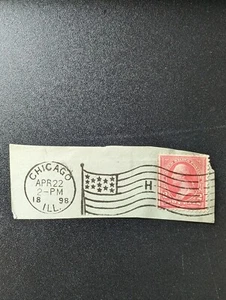 CHICAGO
APR 22
2-PM
18 98
ILL.
H